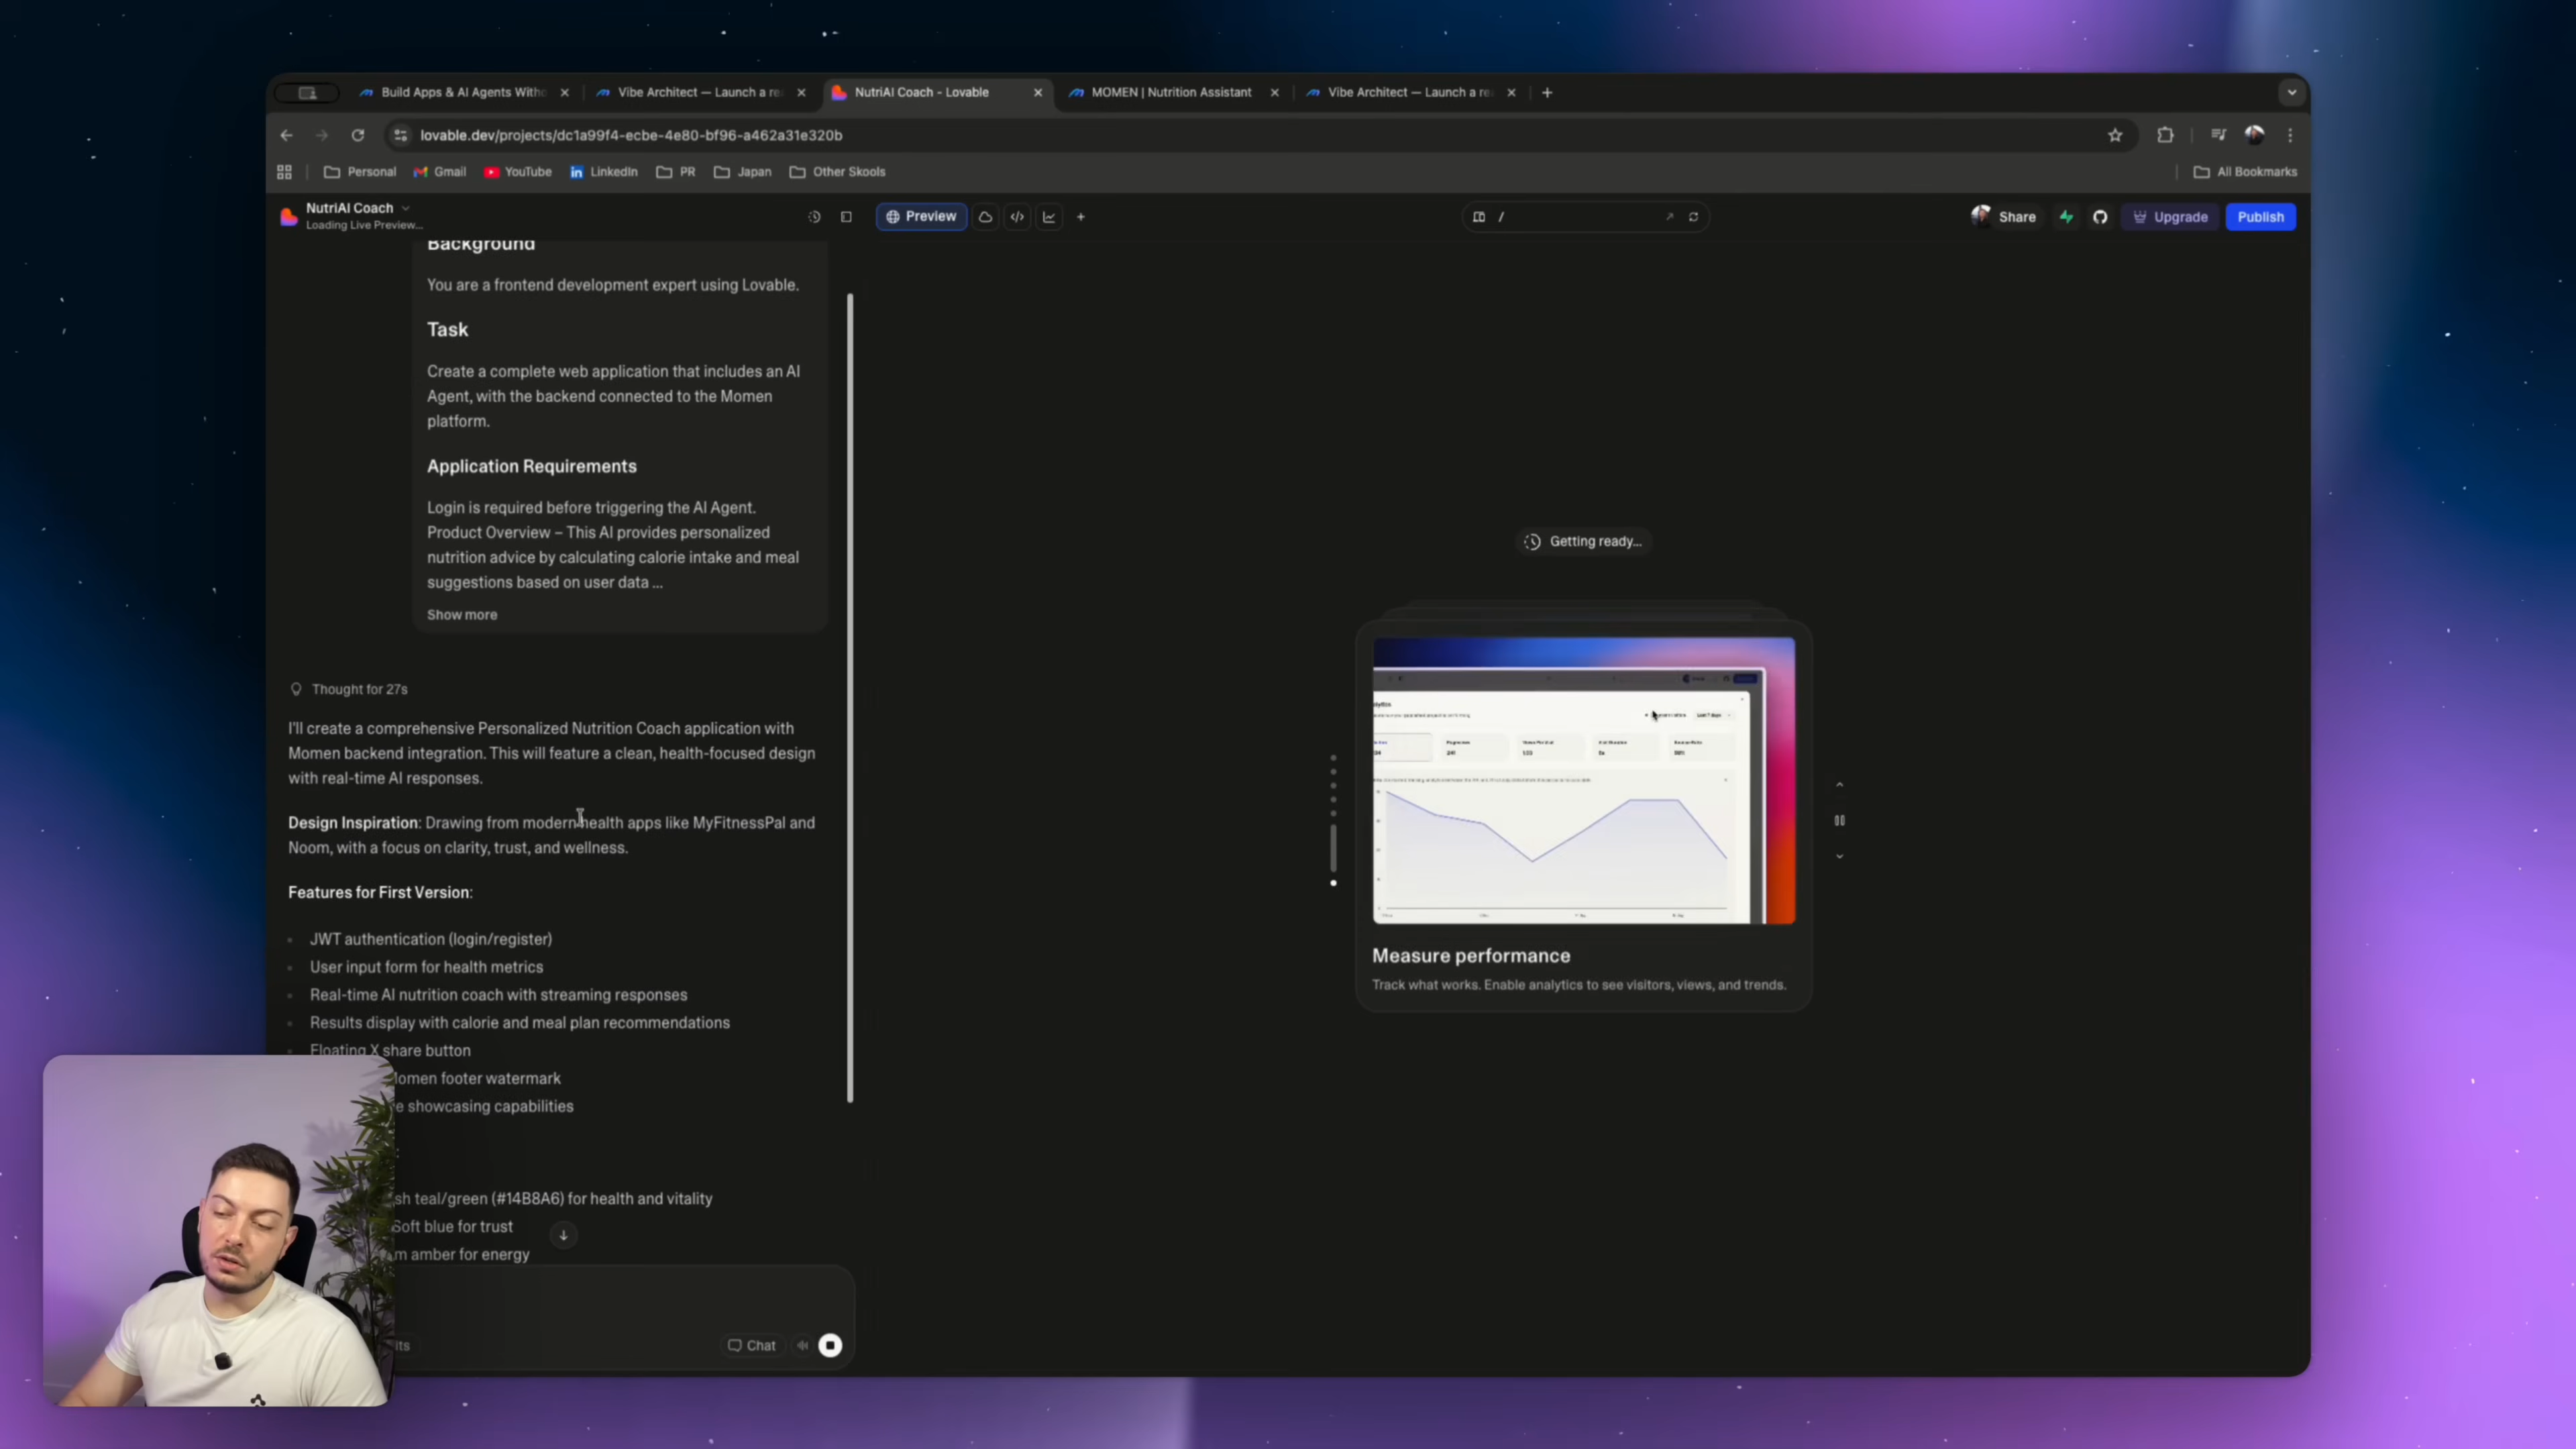 Build Apps & AI Agents Witho
Vibe Architect — Launch a re
NutriAI Coach - Lovable
MOMEN | Nutrition Assistant
Vibe Architect — Launch a re
lovable.dev/projects/dc1a99f4-ecbe-4e80-bf96-a462a31e320b
Personal
Gmail
YouTube
LinkedIn
PR
Japan
Other Skools
All Bookmarks
NutriAI Coach
Loading Live Preview...
Preview
/
Share
Upgrade
Publish
Background
You are a frontend development expert using Lovable.
Task
Create a complete web application that includes an AI
Agent, with the backend connected to the Momen
platform.
Application Requirements
Login is required before triggering the AI Agent.
Product Overview – This AI provides personalized
nutrition advice by calculating calorie intake and meal
suggestions based on user data ...
Show more
Thought for 27s
I'll create a comprehensive Personalized Nutrition Coach application with
Momen backend integration. This will feature a clean, health-focused design
with real-time AI responses.
Design Inspiration: Drawing from modern health apps like MyFitnessPal and
Noom, with a focus on clarity, trust, and wellness.
Features for First Version:
JWT authentication (login/register)
User input form for health metrics
Real-time AI nutrition coach with streaming responses
Results display with calorie and meal plan recommendations
Floating X share button
omen footer watermark
e showcasing capabilities
:
sh teal/green (#14B8A6) for health and vitality
Soft blue for trust
m amber for energy
its
Chat
Getting ready...
Measure performance
Track what works. Enable analytics to see visitors, views, and trends.